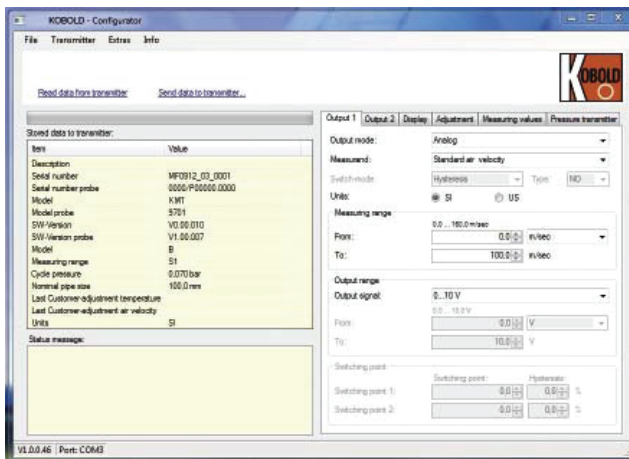 KOBOLD - Configurator
File Transmitter Extras Info
KOBOLD
Read data from transmitter Send data to transmitter...
Stored data to transmitter:
Item Value
Description
Serial number MF0912_03_0001
Serial number probe 0000/P00000.0000
Model KMT
Model probe 5701
SW-Version V0.00.010
SW-Version probe V1.00.007
Model B
Measuring range S1
Cycle pressure 0.070 bar
Nominal pipe size 100,0 mm
Last Customer-adjustment temperature
Last Customer-adjustment air velocity
Units SI
Status message:
Output 1 Output 2 Display Adjustment Measuring values Pressure transmitter
Output mode: Analog
Measurand: Standard air velocity
Switch-mode: Hysteresis Type: NO
Units: SI US
Measuring range
0,0 ... 160,0 m/sec
From: 0,0 m/sec
To: 100,0 m/sec
Output range
Output signal: 0...10 V
0,0 ... 10,0 V
From: 0,0 V
To: 10,0 V
Switching point
Switching point: Hysteresis:
Switching point 1: 0,0 0,0 %
Switching point 2: 0,0 0,0 %
V1.0.0.46 Port: COM3